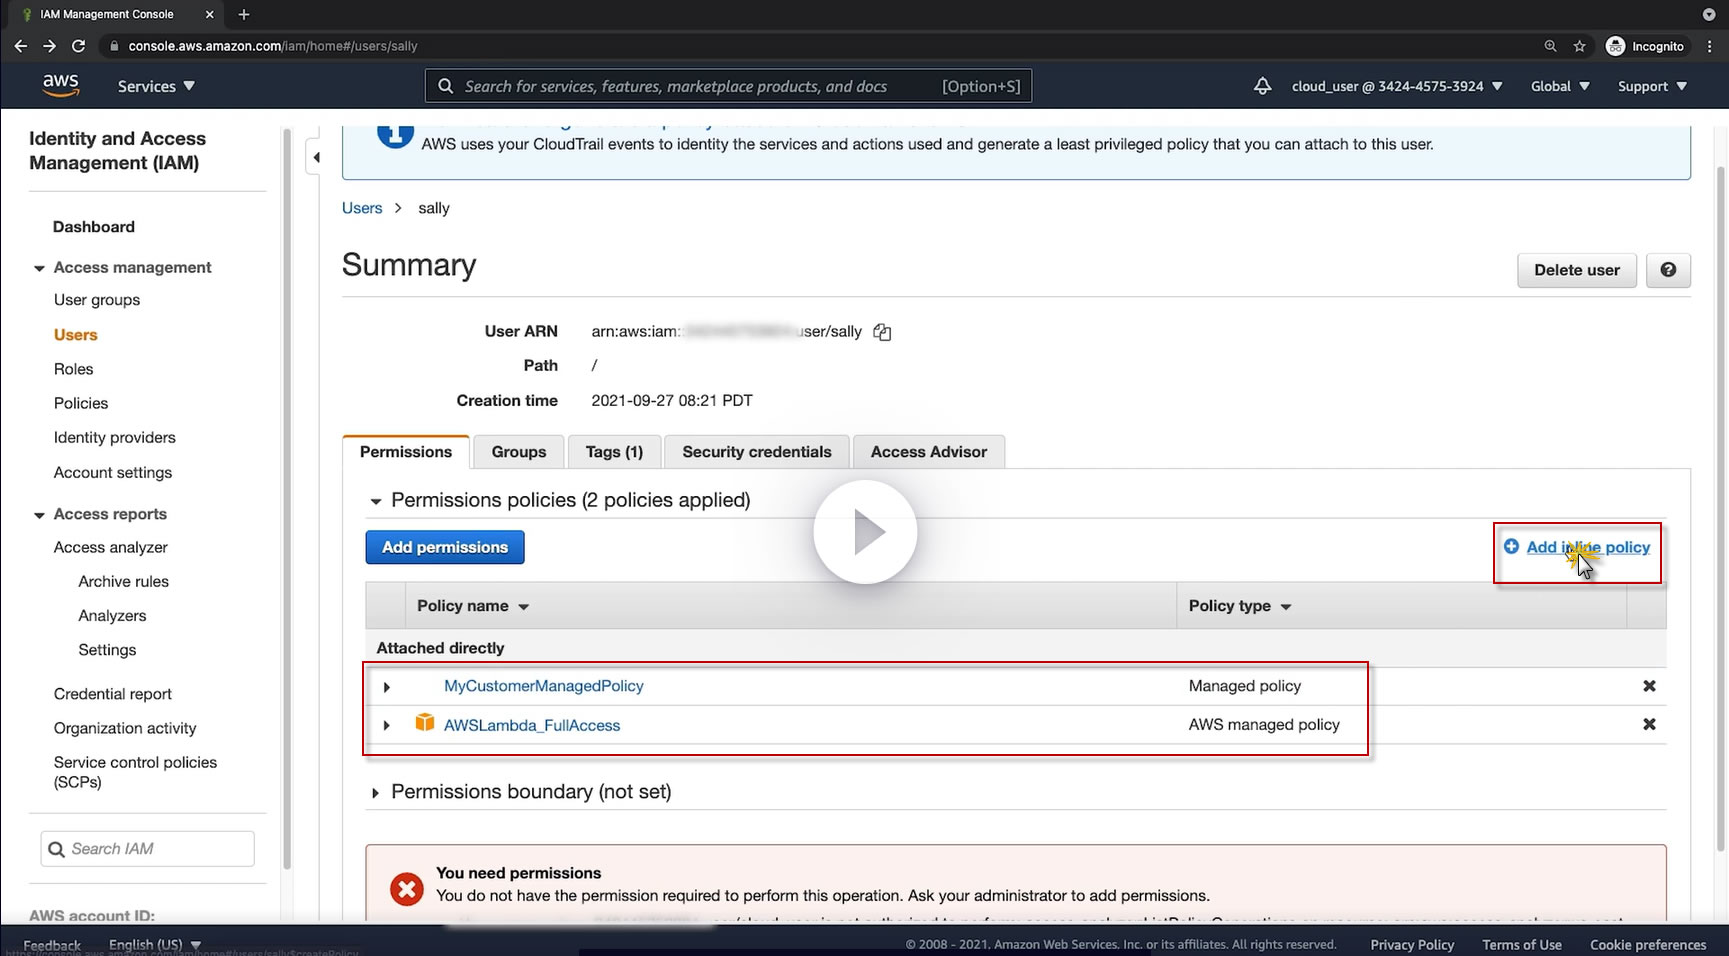 IAM Management Console
console.aws.amazon.com/iam/home#/users/sally
Incognito
aws
Services
Search for services, features, marketplace products, and docs
[Option+S]
cloud_user @ 3424-4575-3924
Global
Support
Identity and Access
Management (IAM)
Dashboard
Access management
User groups
Users
Roles
Policies
Identity providers
Account settings
Access reports
Access analyzer
Archive rules
Analyzers
Settings
Credential report
Organization activity
Service control policies
(SCPs)
Search IAM
AWS account ID:
AWS uses your CloudTrail events to identify the services and actions used and generate a least privileged policy that you can attach to this user.
Users > sally
Summary
Delete user
User ARN arn:aws:iam: user/sally
Path /
Creation time 2021-09-27 08:21 PDT
Permissions
Groups
Tags (1)
Security credentials
Access Advisor
Permissions policies (2 policies applied)
Add permissions
Add inline policy
Policy name
Policy type
Attached directly
MyCustomerManagedPolicy Managed policy
AWSLambda_FullAccess AWS managed policy
Permissions boundary (not set)
You need permissions
You do not have the permission required to perform this operation. Ask your administrator to add permissions.
Feedback
English (US)
© 2008 - 2021, Amazon Web Services, Inc. or its affiliates. All rights reserved.
Privacy Policy
Terms of Use
Cookie preferences